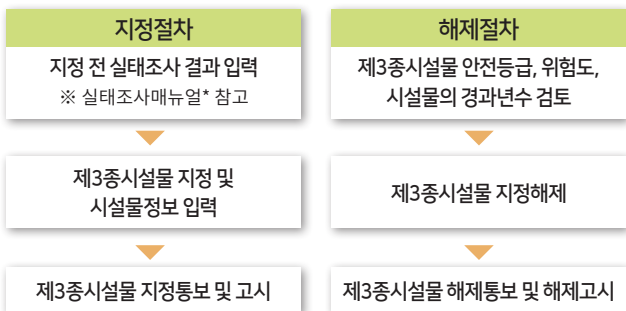 지정절차
지정 전 실태조사 결과 입력
※ 실태조사매뉴얼* 참고
제3종시설물 지정 및
시설물정보 입력
제3종시설물 지정통보 및 고시
해제절차
제3종시설물 안전등급, 위험도,
시설물의 경과년수 검토
제3종시설물 지정해제
제3종시설물 해제통보 및 해제고시